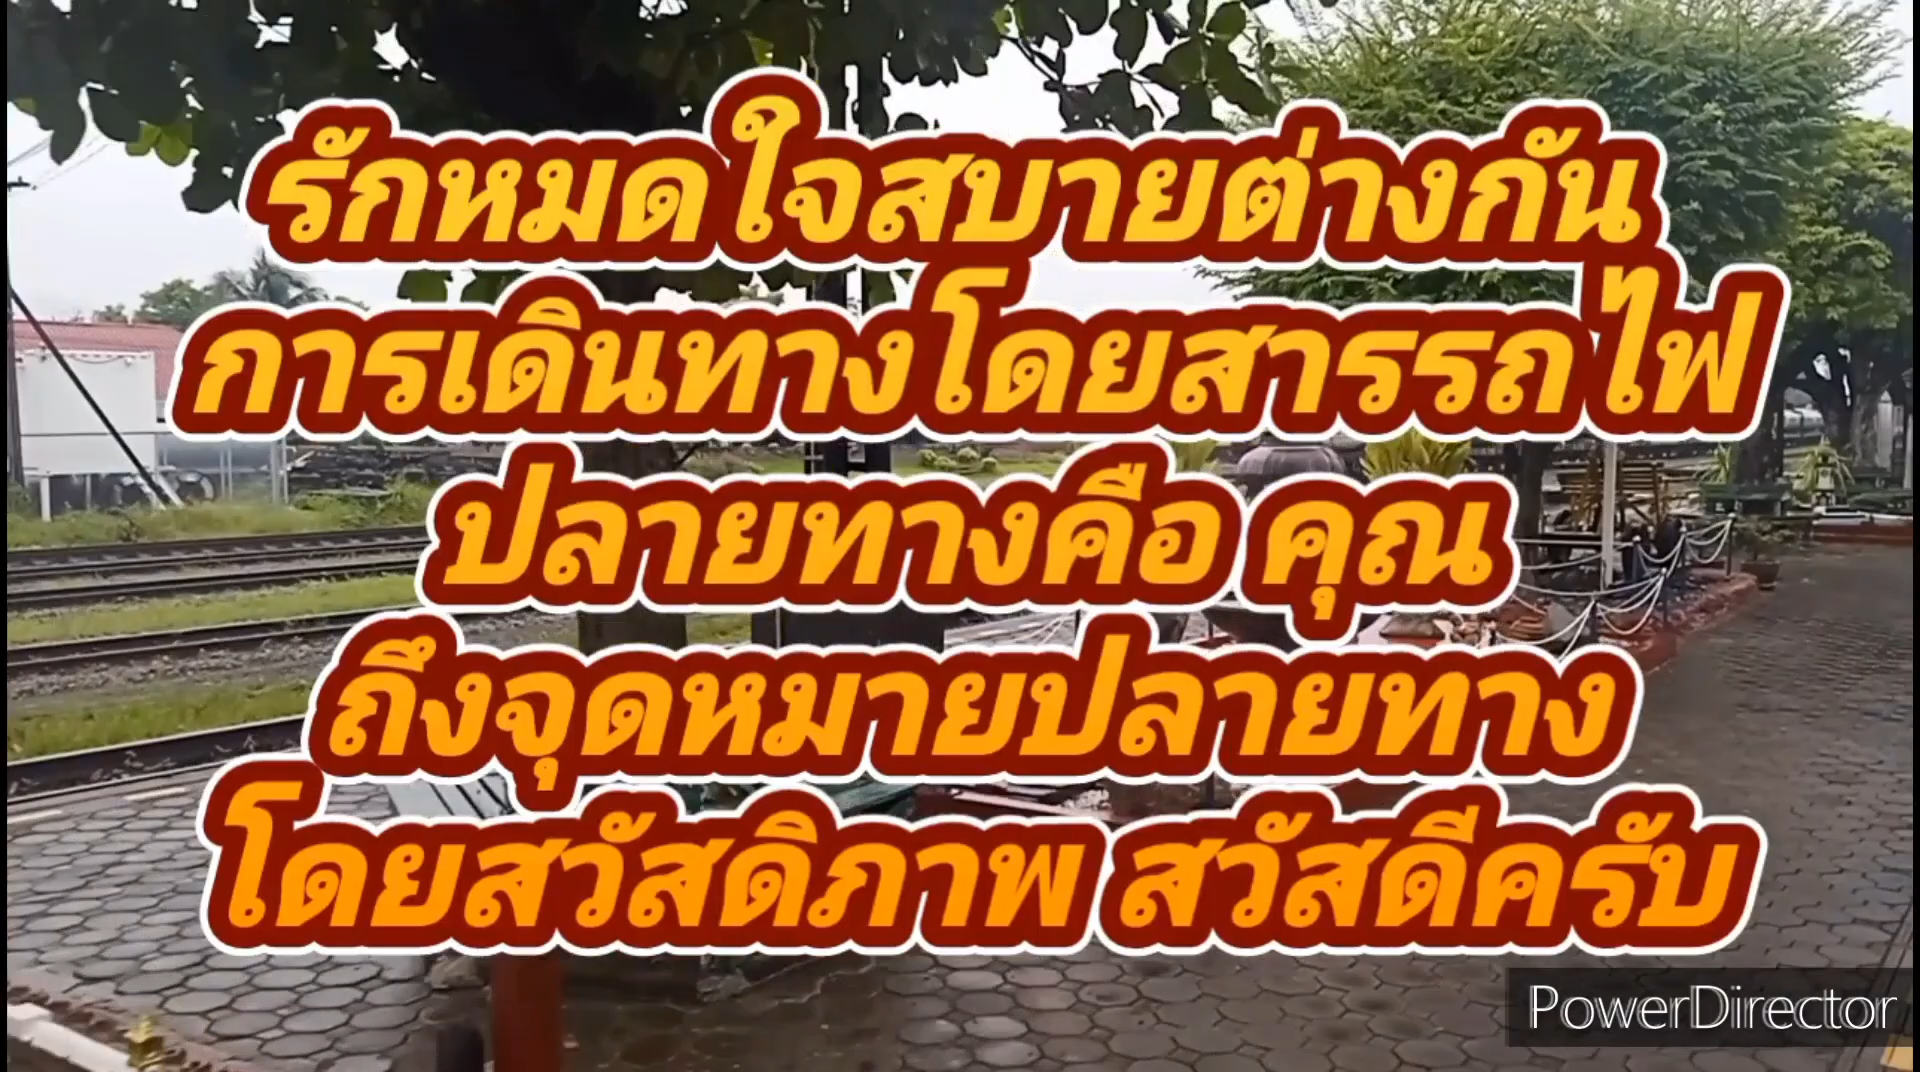 รักหมดใจสบายต่างกัน
การเดินทางโดยสารรถไฟ
ปลายทางคือ คุณ
ถึงจุดหมายปลายทาง
โดยสวัสดิภาพ สวัสดีครับ
PowerDirector